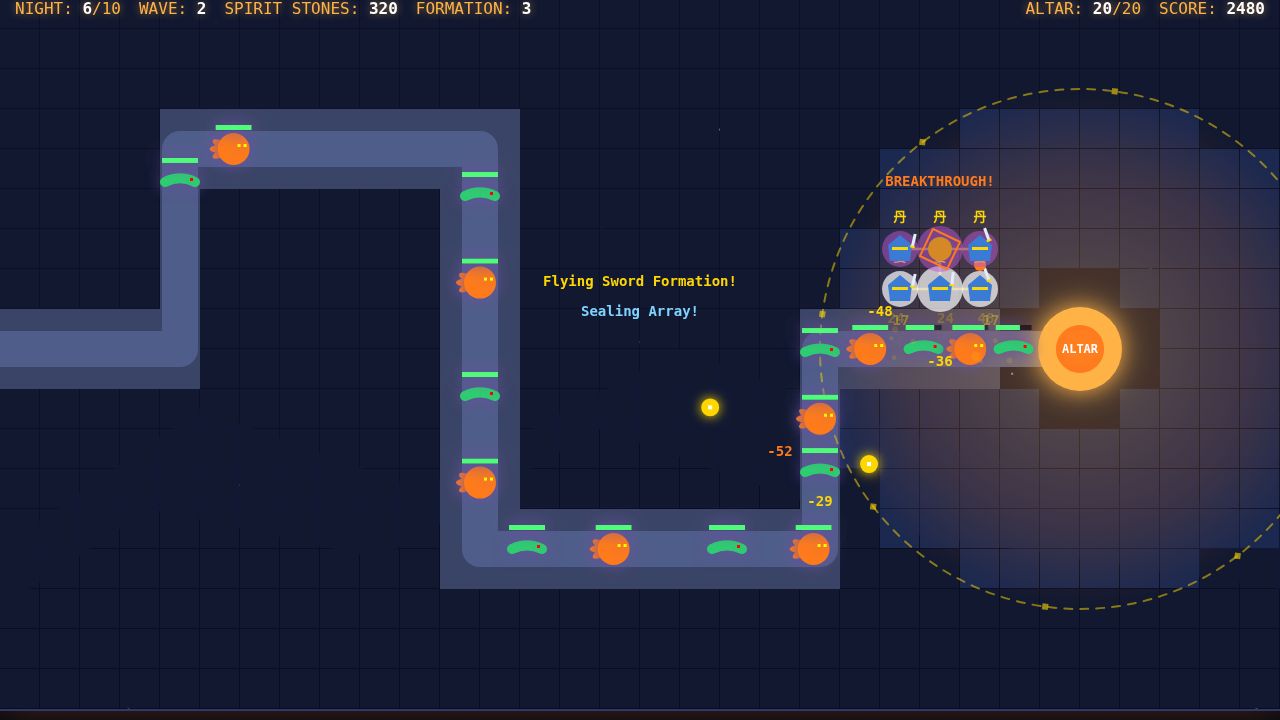 NIGHT: 6/10 WAVE: 2 SPIRIT STONES: 320 FORMATION: 3
ALTAR: 20/20 SCORE: 2480
BREAKTHROUGH!
丹 丹 丹
Flying Sword Formation!
Sealing Array!
-48
24
ALTAR
-36
-52
-29